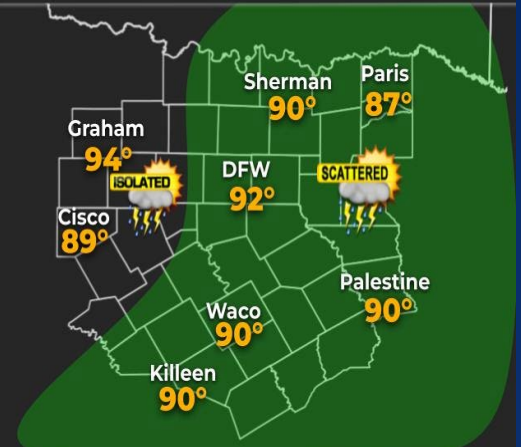 Sherman
90°
Paris
87°
Graham
94°
ISOLATED
DFW
92°
SCATTERED
Cisco
89°
Palestine
90°
Waco
90°
Killeen
90°